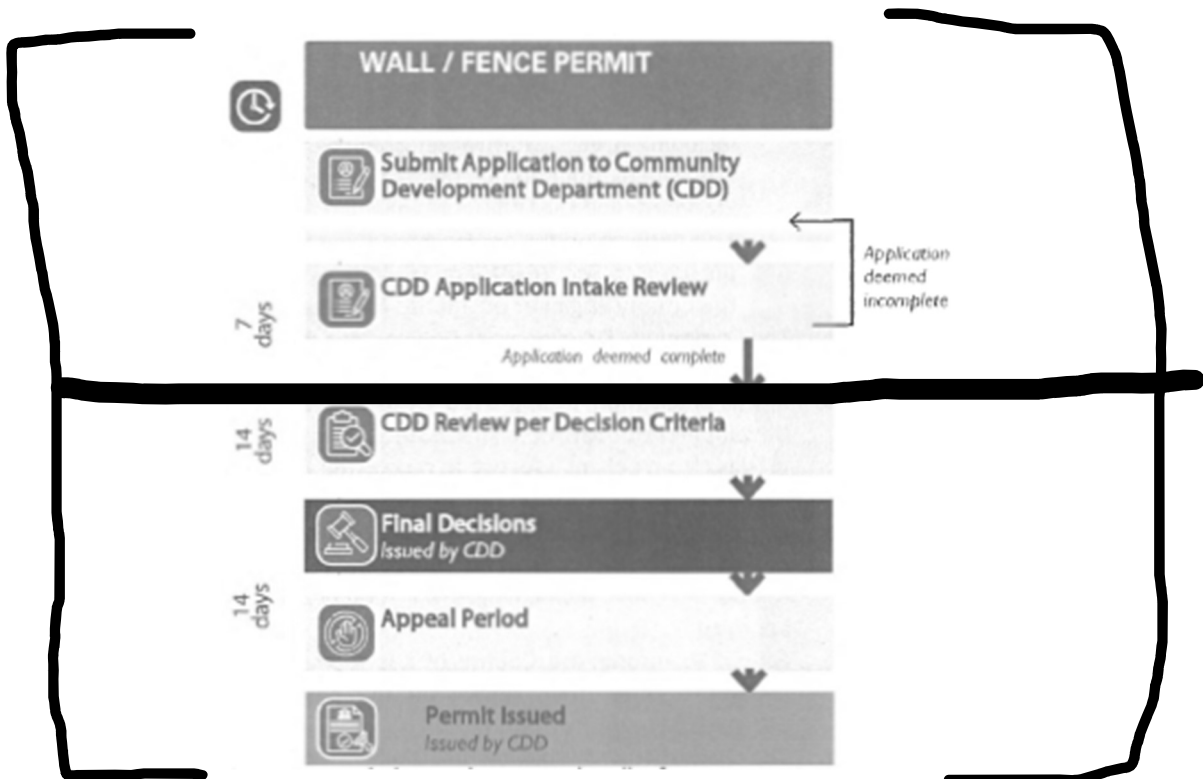 WALL / FENCE PERMIT
Submit Application to Community
Development Department (CDD)
Application
deemed
incomplete
7
days
CDD Application Intake Review
Application deemed complete
14
days
CDD Review per Decision Criteria
Final Decisions
Issued by CDD
14
days
Appeal Period
Permit Issued
Issued by CDD